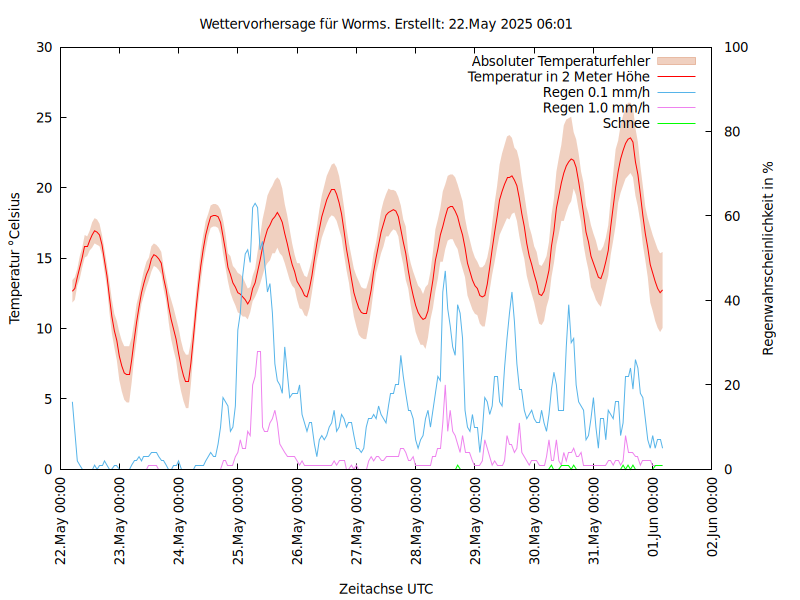 Wettervorhersage für Worms. Erstellt: 22.May 2025 06:01
Absoluter Temperaturfehler
Temperatur in 2 Meter Höhe
Regen 0.1 mm/h
Regen 1.0 mm/h
Schnee
Temperatur °Celsius
30
25
20
15
10
5
0
Regenwahrscheinlichkeit in %
100
80
60
40
20
0
22.May 00:00
23.May 00:00
24.May 00:00
25.May 00:00
26.May 00:00
27.May 00:00
28.May 00:00
29.May 00:00
30.May 00:00
31.May 00:00
01.Jun 00:00
02.Jun 00:00
Zeitachse UTC